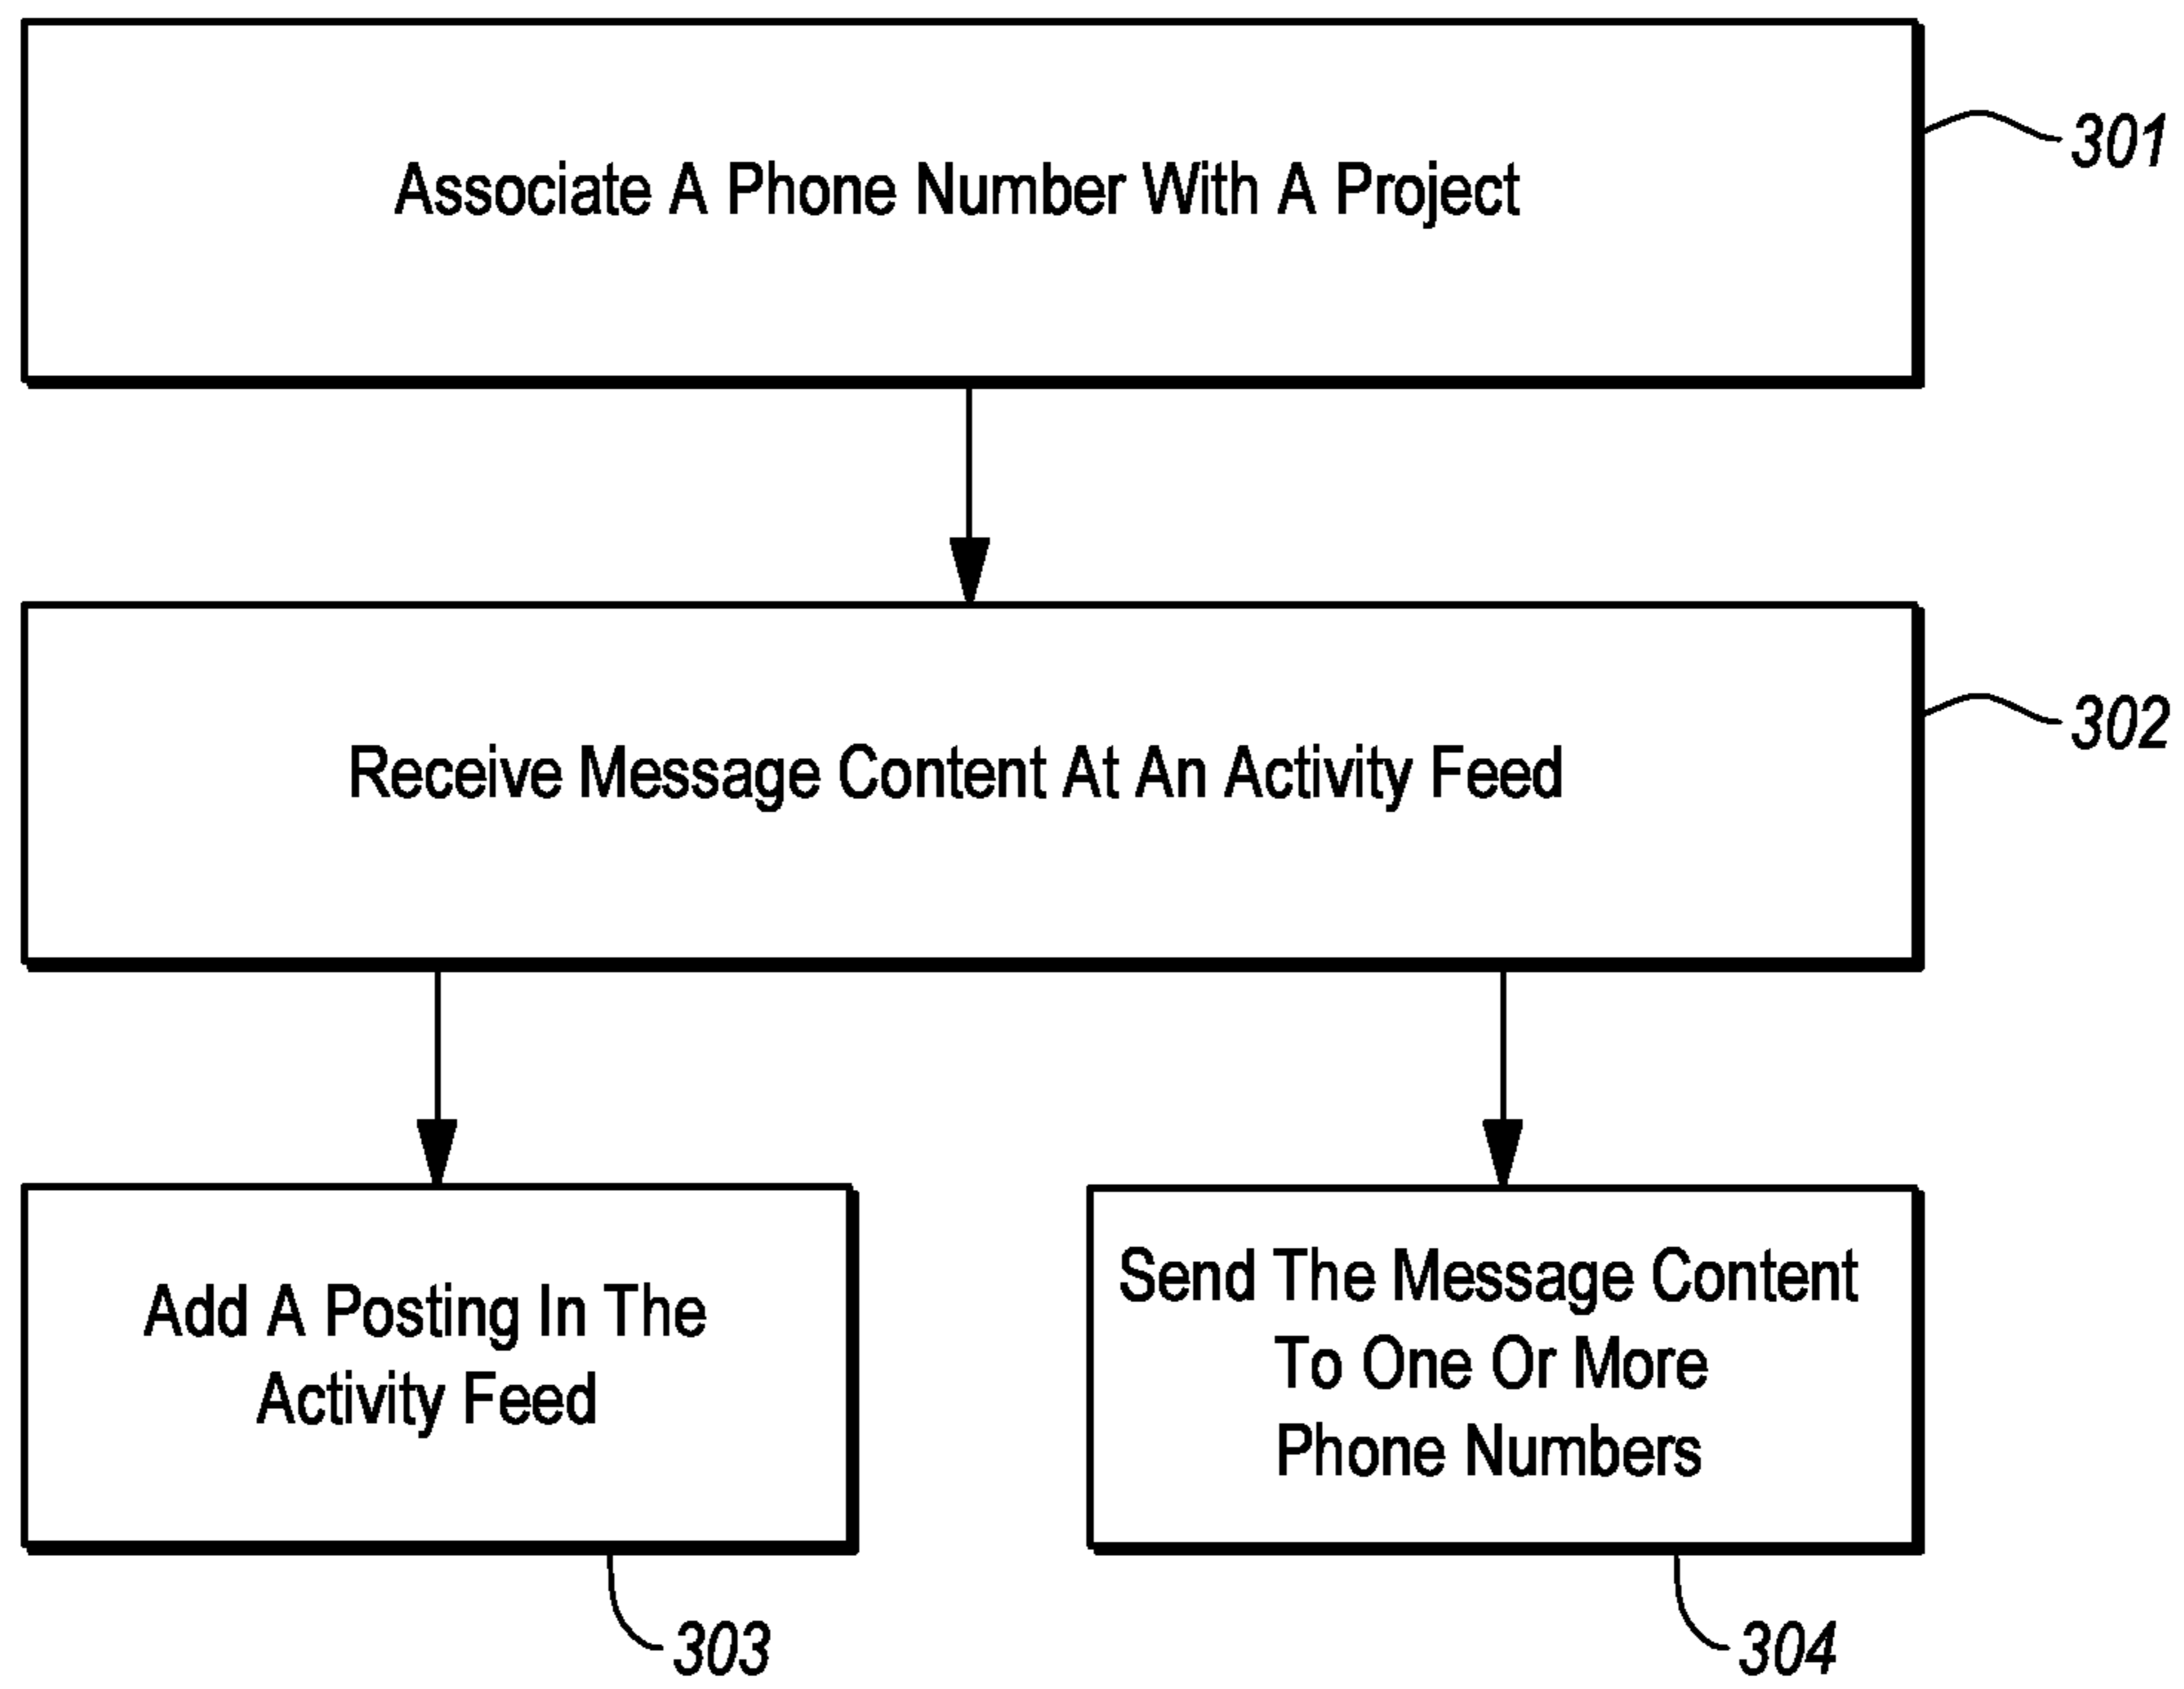 Associate A Phone Number With A Project
301
Receive Message Content At An Activity Feed
302
Add A Posting In The
Activity Feed
303
Send The Message Content
To One Or More
Phone Numbers
304